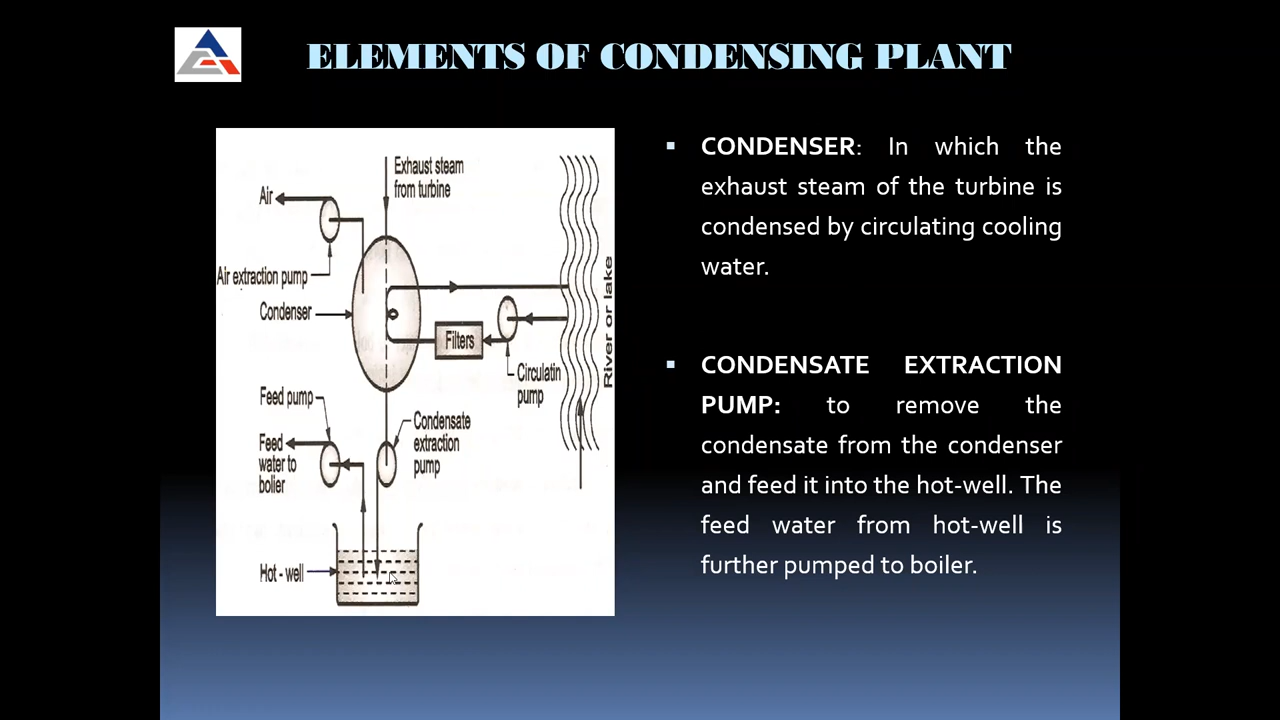 ELEMENTS OF CONDENSING PLANT
Exhaust steam
from turbine
Air
Air extraction pump
Condenser
Filters
River or lake
Circulatin
pump
Feed pump
Condensate
extraction
pump
Feed
water to
boiler
Hot - well
CONDENSER: In which the
exhaust steam of the turbine is
condensed by circulating cooling
water.
CONDENSATE EXTRACTION
PUMP: to remove the
condensate from the condenser
and feed it into the hot-well. The
feed water from hot-well is
further pumped to boiler.